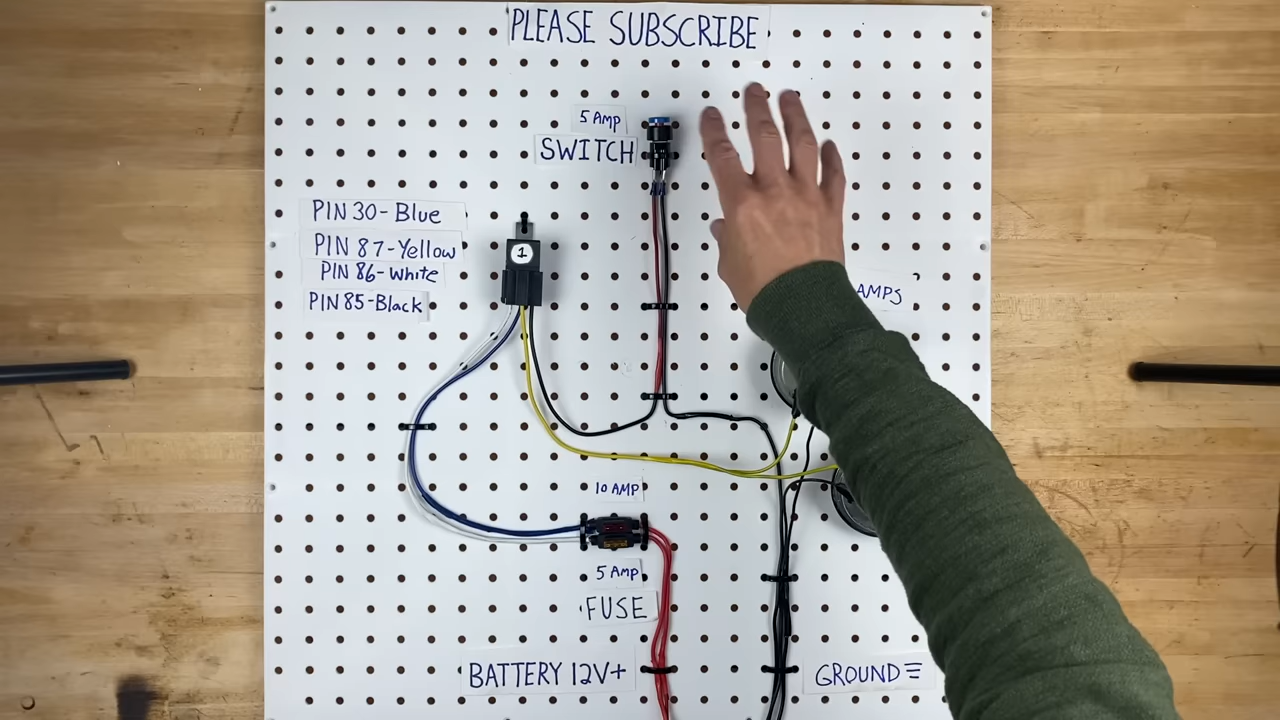 PLEASE SUBSCRIBE
5 AMP
SWITCH
PIN 30-Blue
PIN 87-Yellow
PIN 86-White
PIN 85-Black
1
AMPS
10 AMP
5 AMP
FUSE
BATTERY 12V+
GROUND